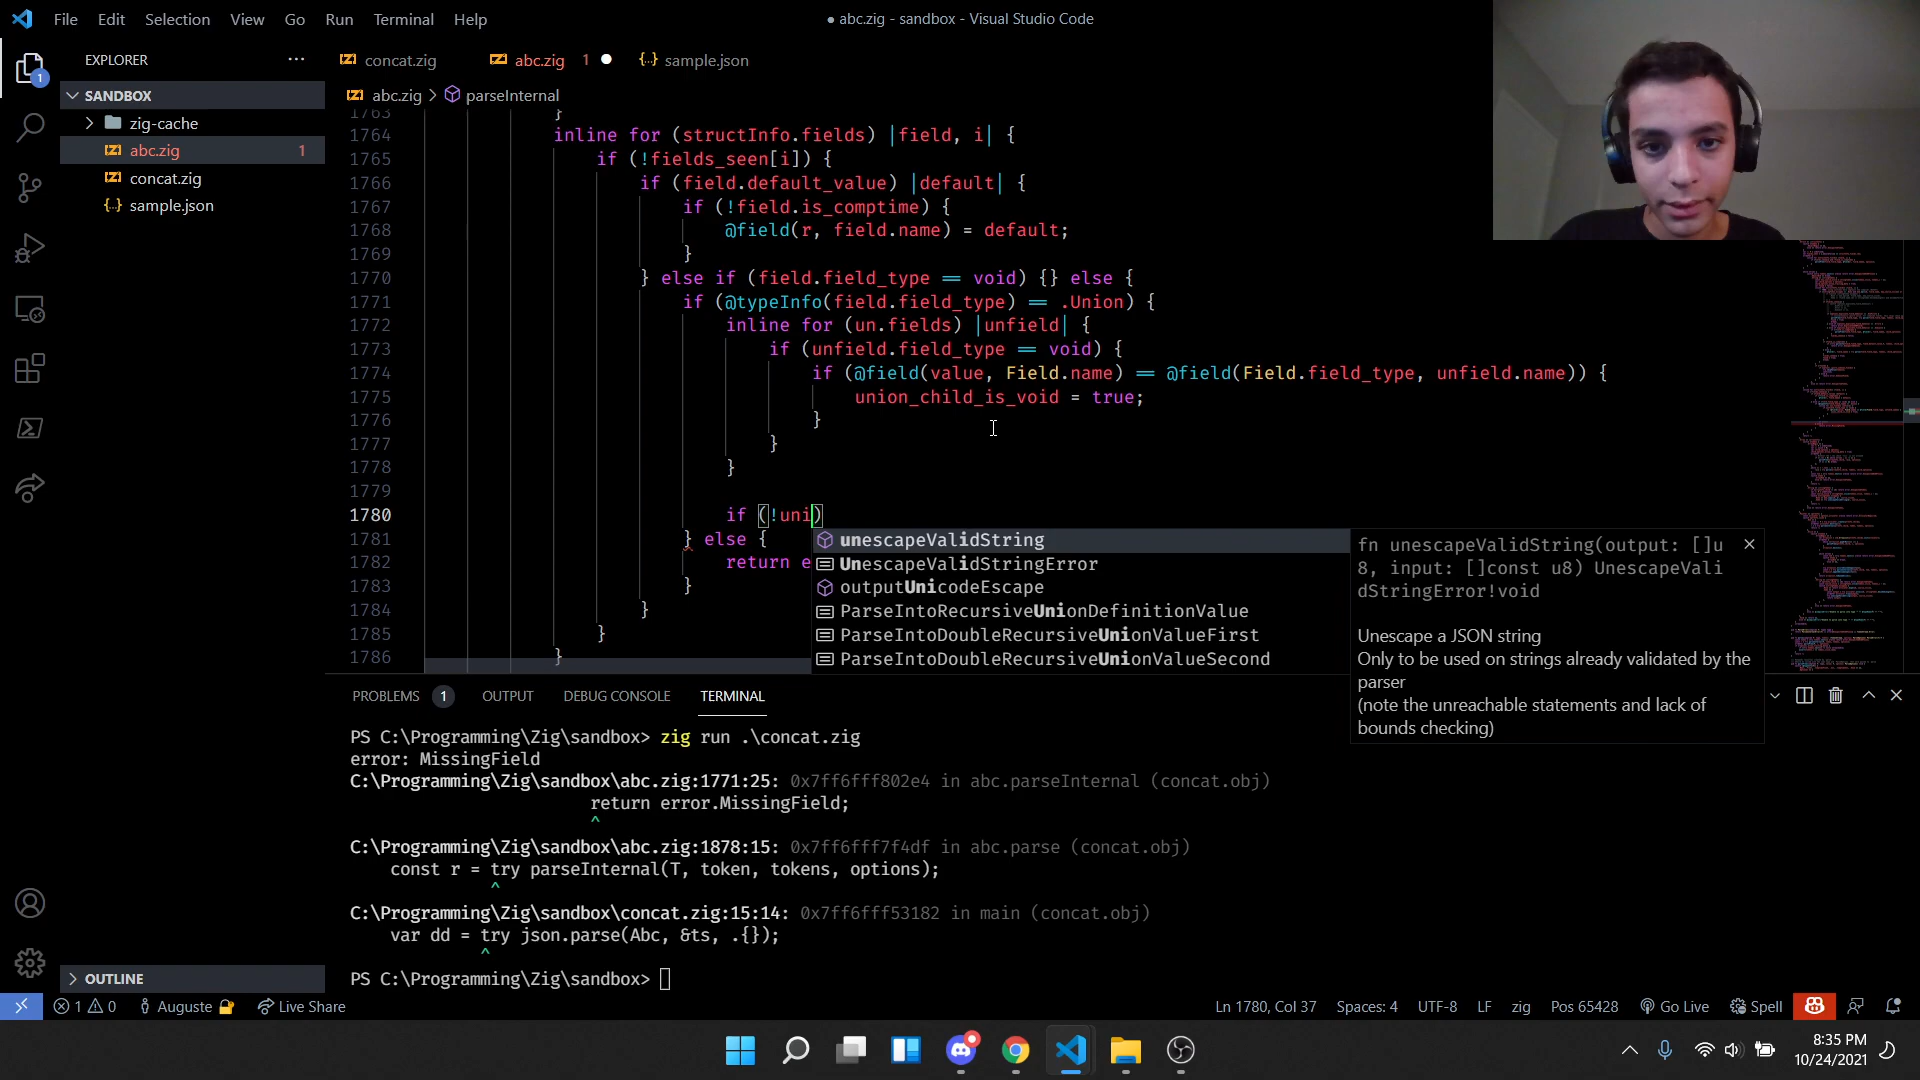 File Edit Selection View Go Run Terminal Help
● abc.zig - sandbox - Visual Studio Code
EXPLORER ···
SANDBOX
zig-cache
abc.zig 1
concat.zig
sample.json
OUTLINE
concat.zig abc.zig 1 ● {··} sample.json
abc.zig > parseInternal
1763 }
1764 inline for (structInfo.fields) |field, i| {
1765 if (!fields_seen[i]) {
1766 if (field.default_value) |default| {
1767 if (!field.is_comptime) {
1768 @field(r, field.name) = default;
1769 }
1770 } else if (field.field_type == void) {} else {
1771 if (@typeInfo(field.field_type) == .Union) {
1772 inline for (un.fields) |unfield| {
1773 if (unfield.field_type == void) {
1774 if (@field(value, Field.name) == @field(Field.field_type, unfield.name)) {
1775 union_child_is_void = true;
1776 }
1777 }
1778 }
1779
1780 if (!uni)
1781 } else {
1782 return e
1783 }
1784 }
1785 }
1786 }
unescapeValidString
UnescapeValidStringError
outputUnicodeEscape
ParseIntoRecursiveUnionDefinitionValue
ParseIntoDoubleRecursiveUnionValueFirst
ParseIntoDoubleRecursiveUnionValueSecond
fn unescapeValidString(output: []u
8, input: []const u8) UnescapeVali
dStringError!void
Unescape a JSON string
Only to be used on strings already validated by the
parser
(note the unreachable statements and lack of
bounds checking)
PROBLEMS 1 OUTPUT DEBUG CONSOLE TERMINAL
PS C:\Programming\Zig\sandbox> zig run .\concat.zig
error: MissingField
C:\Programming\Zig\sandbox\abc.zig:1771:25: 0x7ff6fff802e4 in abc.parseInternal (concat.obj)
return error.MissingField;
^
C:\Programming\Zig\sandbox\abc.zig:1878:15: 0x7ff6fff7f4df in abc.parse (concat.obj)
const r = try parseInternal(T, token, tokens, options);
^
C:\Programming\Zig\sandbox\concat.zig:15:14: 0x7ff6fff53182 in main (concat.obj)
var dd = try json.parse(Abc, &ts, .{});
^
PS C:\Programming\Zig\sandbox>
1 0 Auguste Live Share Ln 1780, Col 37 Spaces: 4 UTF-8 LF zig Pos 65428 Go Live Spell
8:35 PM
10/24/2021